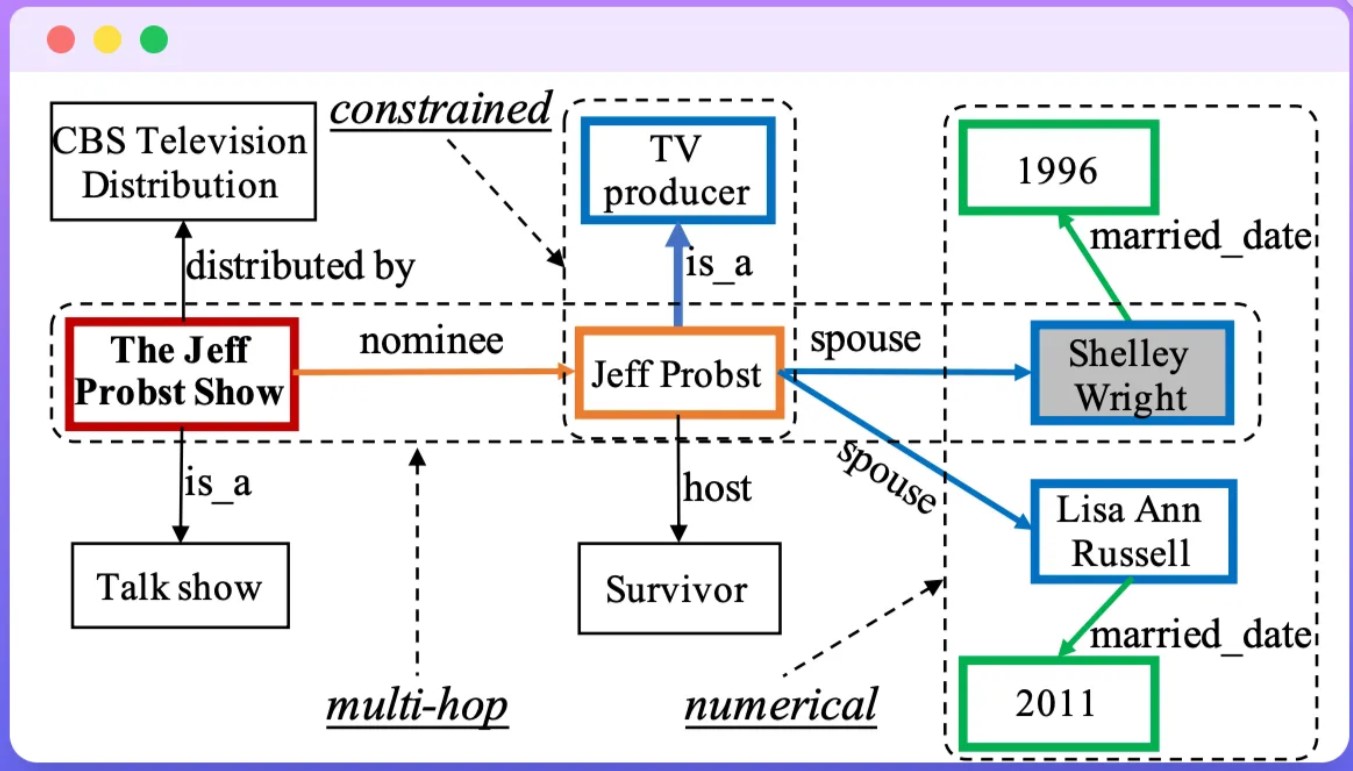 constrained
CBS Television
Distribution
TV
producer
1996
married_date
distributed by
is_a
The Jeff
Probst Show
nominee
Jeff Probst
spouse
Shelley
Wright
spouse
is_a
host
Lisa Ann
Russell
Talk show
Survivor
married_date
multi-hop
numerical
2011